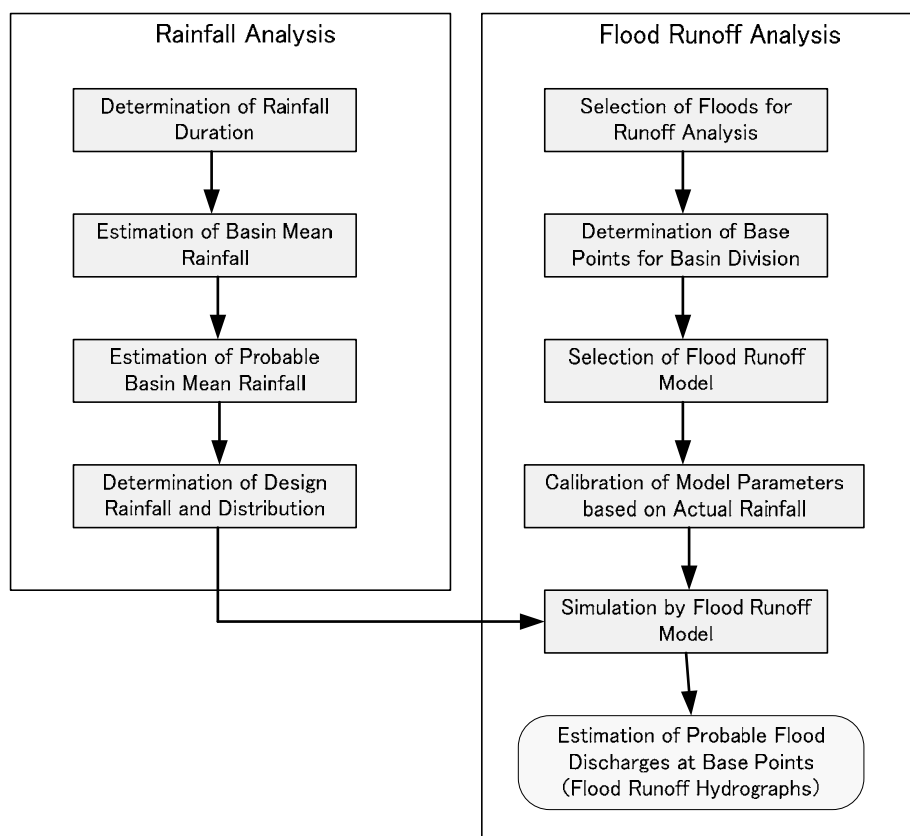 Rainfall Analysis
Determination of Rainfall
Duration
Estimation of Basin Mean
Rainfall
Estimation of Probable
Basin Mean Rainfall
Determination of Design
Rainfall and Distribution
Flood Runoff Analysis
Selection of Floods for
Runoff Analysis
Determination of Base
Points for Basin Division
Selection of Flood Runoff
Model
Calibration of Model Parameters
based on Actual Rainfall
Simulation by Flood Runoff
Model
Estimation of Probable Flood
Discharges at Base Points
(Flood Runoff Hydrographs)